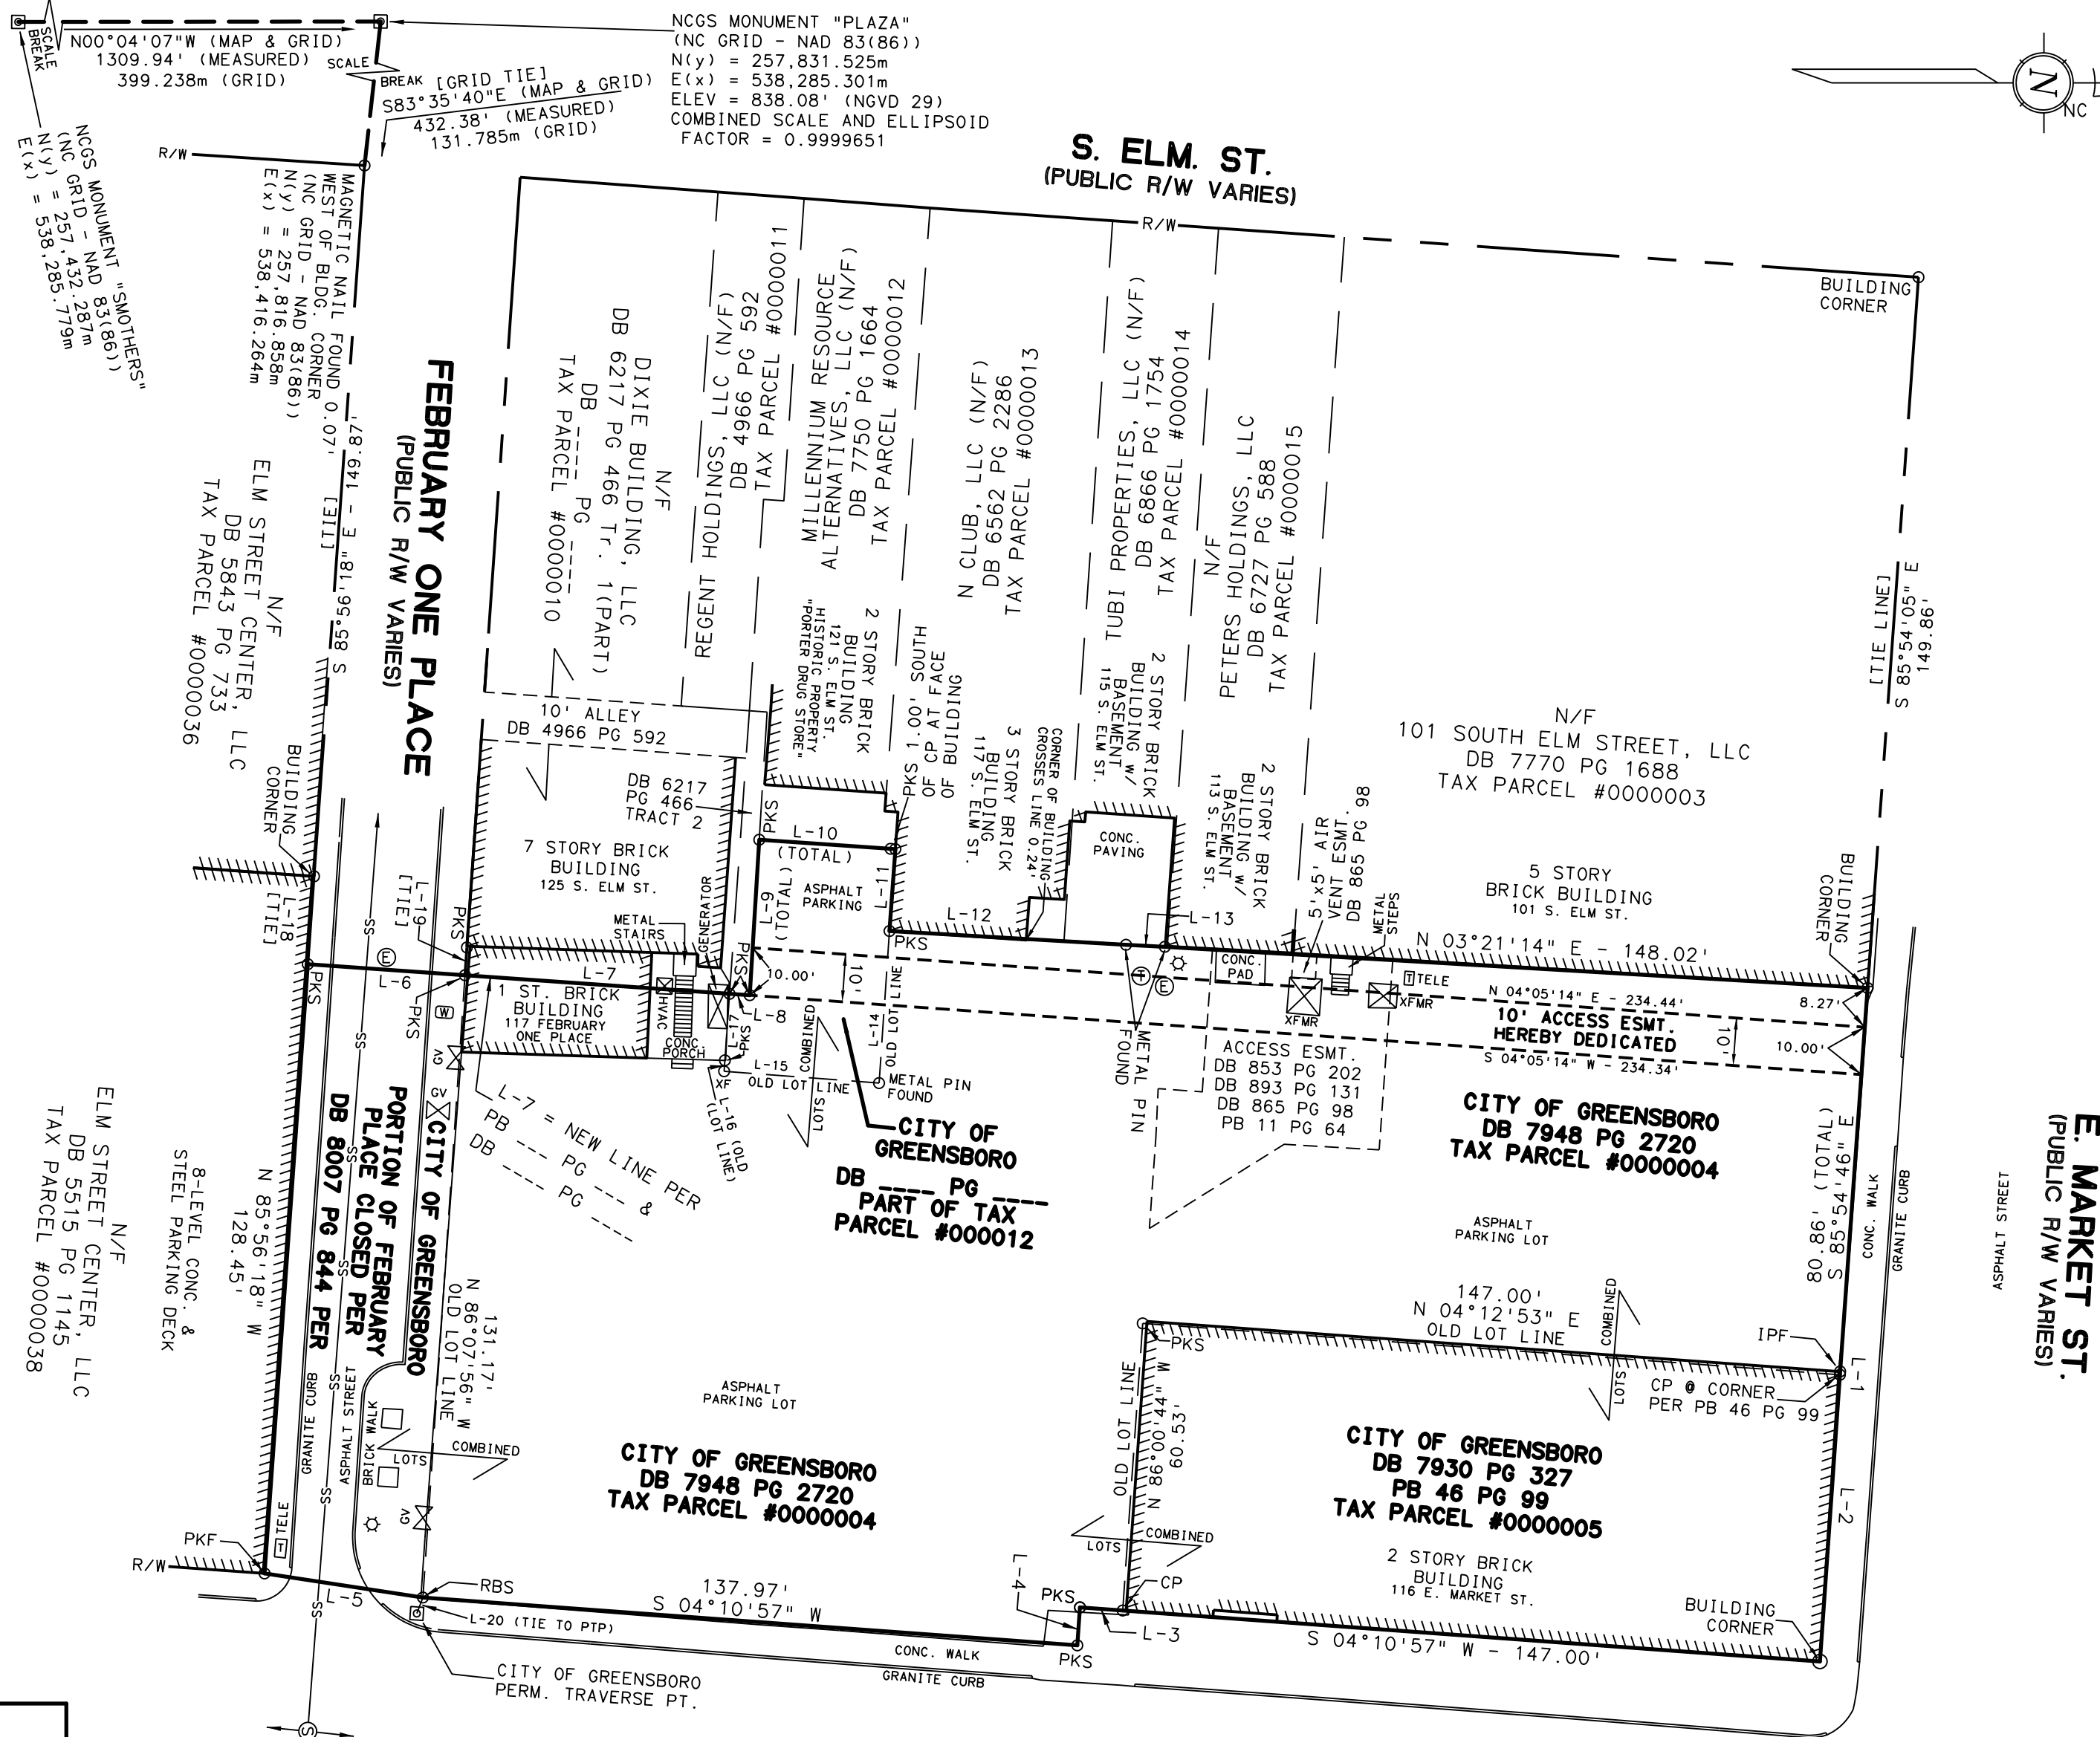 N00°04'07"W (MAP & GRID)
1309.94' (MEASURED)
399.238m (GRID)
SCALE
BREAK
SCALE
BREAK
[GRID TIE]
S83°35'40"E (MAP & GRID)
432.38' (MEASURED)
131.785m (GRID)
NCGS MONUMENT "PLAZA"
(NC GRID - NAD 83(86))
N(y) = 257,831.525m
E(x) = 538,285.301m
ELEV = 838.08' (NGVD 29)
COMBINED SCALE AND ELLIPSOID
FACTOR = 0.9999651
N
NC
NCGS MONUMENT "SMOTHERS"
(NC GRID - NAD 83(86))
N(y) = 257,432.287m
E(x) = 538,285.779m
R/W
MAGNETIC NAIL FOUND 0.07'
WEST OF BLDG. CORNER
(NC GRID - NAD 83(86))
N(y) = 257,816.858m
E(x) = 538,416.264m
S 85°56'18" E - 149.87'
[TIE]
S. ELM. ST.
(PUBLIC R/W VARIES)
R/W
BUILDING
CORNER
FEBRUARY ONE PLACE
(PUBLIC R/W VARIES)
N/F
ELM STREET CENTER, LLC
DB 5843 PG 733
TAX PARCEL #0000036
N/F
DIXIE BUILDING, LLC
DB 6217 PG 466 Tr. 1(PART)
DB ---- PG -----
TAX PARCEL #0000010
REGENT HOLDINGS, LLC (N/F)
DB 4966 PG 592
TAX PARCEL #0000011
MILLENNIUM RESOURCE
ALTERNATIVES, LLC (N/F)
DB 7750 PG 1664
TAX PARCEL #0000012
N CLUB, LLC (N/F)
DB 6562 PG 2286
TAX PARCEL #0000013
TUBI PROPERTIES, LLC (N/F)
DB 6866 PG 1754
TAX PARCEL #0000014
N/F
PETERS HOLDINGS, LLC
DB 6727 PG 588
TAX PARCEL #0000015
N/F
101 SOUTH ELM STREET, LLC
DB 7770 PG 1688
TAX PARCEL #0000003
[TIE LINE]
S 85°54'05" E
149.86'
10' ALLEY
DB 4966 PG 592
2 STORY BRICK
BUILDING
121 S. ELM ST.
HISTORIC PROPERTY
"PORTER DRUG STORE"
PKS 1.00' SOUTH
OF CP AT FACE
OF BUILDING
3 STORY BRICK
BUILDING
117 S. ELM ST.
CORNER OF BUILDING
CROSSES LINE 0.24'
2 STORY BRICK
BUILDING W/
BASEMENT
115 S. ELM ST.
2 STORY BRICK
BUILDING W/
BASEMENT
113 S. ELM ST.
5 STORY
BRICK BUILDING
101 S. ELM ST.
BUILDING
CORNER
BUILDING
CORNER
DB 6217
PG 466
TRACT 2
7 STORY BRICK
BUILDING
125 S. ELM ST.
PKS
L-10
(TOTAL)
L-9
(TOTAL)
ASPHALT
PARKING
L-11
L-12
CONC.
PAVING
L-13
5'x5' AIR
VENT ESMT.
DB 865 PG 98
METAL
STEPS
N 03°21'14" E - 148.02'
L-18
[TIE]
L-19
[TIE]
PKS
METAL
STAIRS
GENERATOR
PKS
PKS
10.00'
10'
CONC.
PAD
T
TELE
XFMR
XFMR
N 04°05'14" E - 234.44'
8.27'
10' ACCESS ESMT.
HEREBY DEDICATED
10'
10.00'
S 04°05'14" W - 234.34'
PKS
E
L-6
PKS
W
L-7
1 ST. BRICK
BUILDING
117 FEBRUARY
ONE PLACE
HVAC
CONC.
PORCH
L-17
PKS
L-8
L-14
OLD LOT LINE
L-15
OLD LOT LINE
COMBINED
LOTS
METAL PIN
FOUND
XF
L-16 (OLD
LOT LINE)
H
E
METAL PIN
FOUND
ACCESS ESMT.
DB 853 PG 202
DB 893 PG 131
DB 865 PG 98
PB 11 PG 64
GV
GV
L-7 = NEW LINE PER
PB --- PG --- &
DB ---- PG ----
CITY OF
GREENSBORO
DB ____ PG ____
PART OF TAX
PARCEL #000012
CITY OF GREENSBORO
DB 7948 PG 2720
TAX PARCEL #0000004
S 85°54'46" E
80.86' (TOTAL)
CONC. WALK
GRANITE CURB
ASPHALT STREET
E. MARKET ST.
(PUBLIC R/W VARIES)
CITY OF GREENSBORO
PORTION OF FEBRUARY
PLACE CLOSED PER
DB 8007 PG 844 PER
SS
SS
SS
SS
SS
SS
SS
SS
N/F
ELM STREET CENTER, LLC
DB 5515 PG 1145
TAX PARCEL #0000038
8-LEVEL CONC. &
STEEL PARKING DECK
N 85°56'18" W
128.45'
131.17'
N 86°07'56" W
OLD LOT LINE
ASPHALT
PARKING LOT
147.00'
N 04°12'53" E
OLD LOT LINE
COMBINED
LOTS
IPF
L-1
PKS
CP @ CORNER
PER PB 46 PG 99
OLD LOT LINE
N 86°00'44" W
60.53'
ASPHALT
PARKING LOT
GRANITE CURB
ASPHALT STREET
BRICK WALK
COMBINED
LOTS
CITY OF GREENSBORO
DB 7948 PG 2720
TAX PARCEL #0000004
CITY OF GREENSBORO
DB 7930 PG 327
PB 46 PG 99
TAX PARCEL #0000005
L-2
COMBINED
LOTS
2 STORY BRICK
BUILDING
116 E. MARKET ST.
T
TELE
GV
PKF
R/W
L-5
RBS
137.97'
S 04°10'57" W
L-20 (TIE TO PTP)
L-4
PKS
CP
L-3
PKS
S 04°10'57" W - 147.00'
BUILDING
CORNER
CONC. WALK
GRANITE CURB
CITY OF GREENSBORO
PERM. TRAVERSE PT.
S